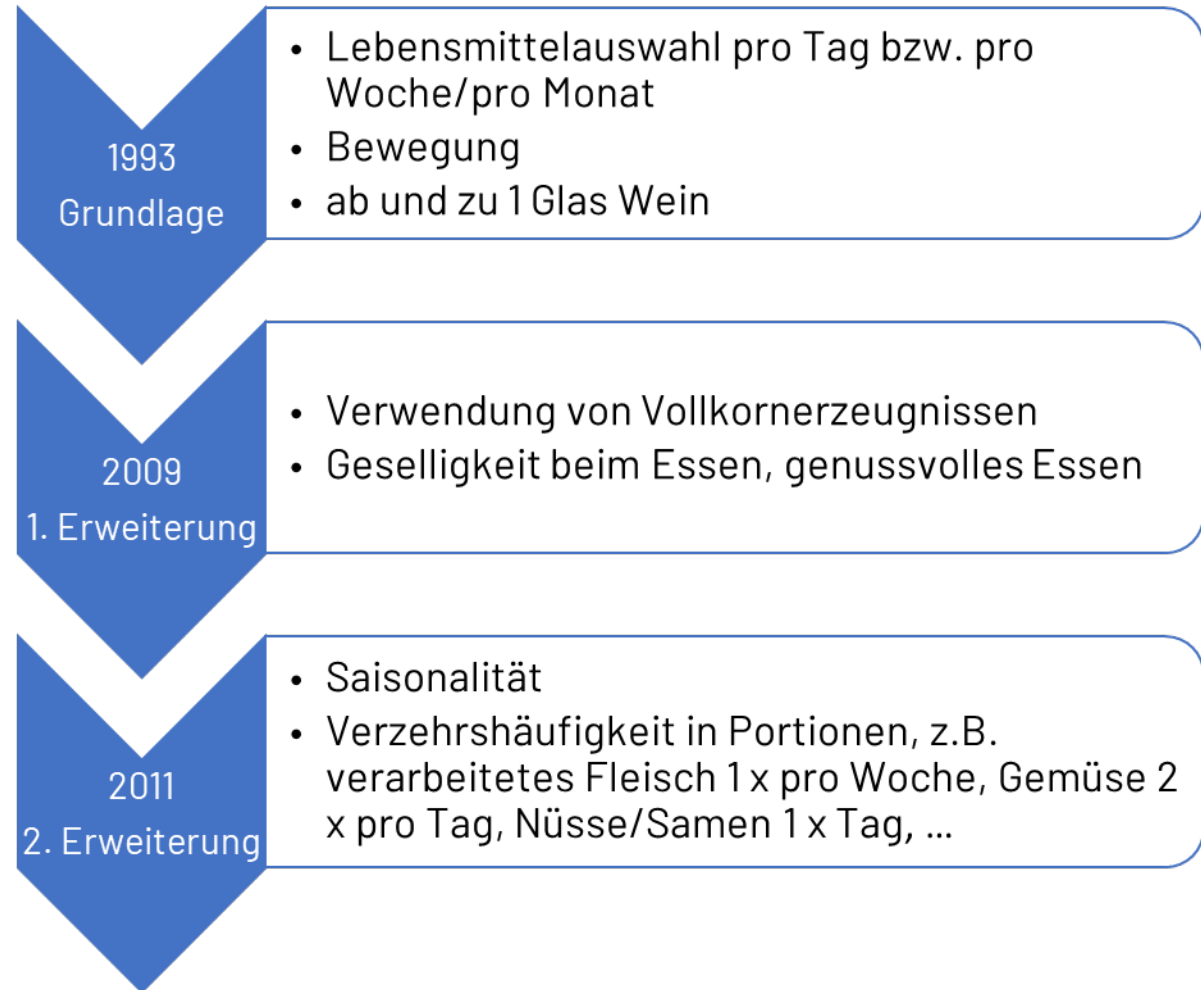 1993
Grundlage
• Lebensmittelauswahl pro Tag bzw. pro
Woche/pro Monat
• Bewegung
• ab und zu 1 Glas Wein
2009
1. Erweiterung
• Verwendung von Vollkornerzeugnissen
• Geselligkeit beim Essen, genussvolles Essen
2011
2. Erweiterung
• Saisonalität
• Verzehrshäufigkeit in Portionen, z.B.
verarbeitetes Fleisch 1 x pro Woche, Gemüse 2
x pro Tag, Nüsse/Samen 1 x Tag, ...